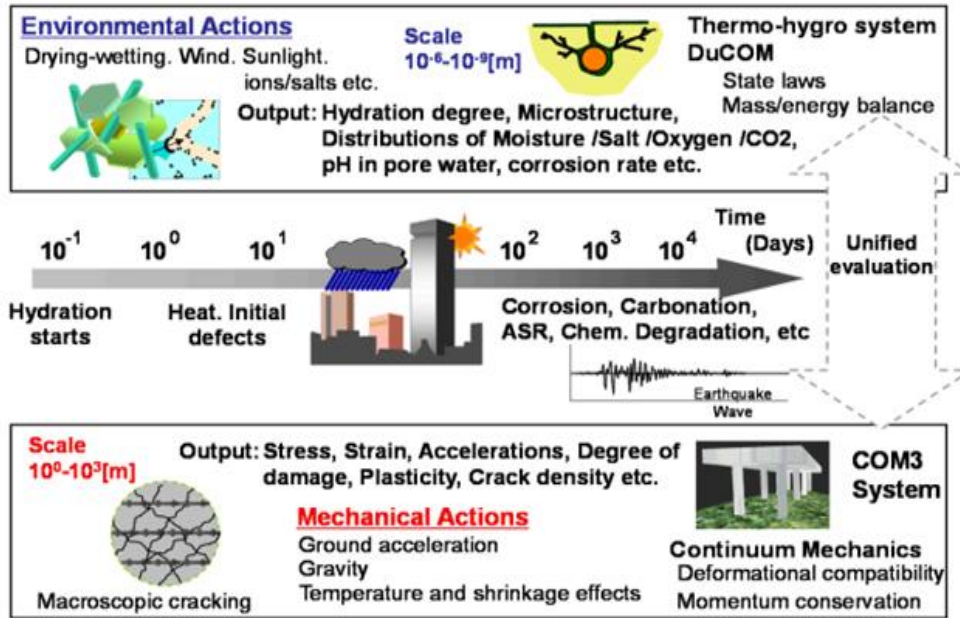 Environmental Actions
Drying-wetting. Wind. Sunlight.
ions/salts etc.
Scale
10⁻⁶-10⁻⁹[m]
Thermo-hygro system
DuCOM
State laws
Mass/energy balance
Output: Hydration degree, Microstructure,
Distributions of Moisture /Salt /Oxygen /CO2,
pH in pore water, corrosion rate etc.
10⁻¹ 10⁰ 10¹ 10² 10³ 10⁴
Time
(Days)
Unified
evaluation
Hydration
starts
Heat. Initial
defects
Corrosion, Carbonation,
ASR, Chem. Degradation, etc
Earthquake
Wave
Scale
10⁰-10³[m]
Output: Stress, Strain, Accelerations, Degree of
damage, Plasticity, Crack density etc.
COM3
System
Mechanical Actions
Ground acceleration
Gravity
Temperature and shrinkage effects
Macroscopic cracking
Continuum Mechanics
Deformational compatibility
Momentum conservation